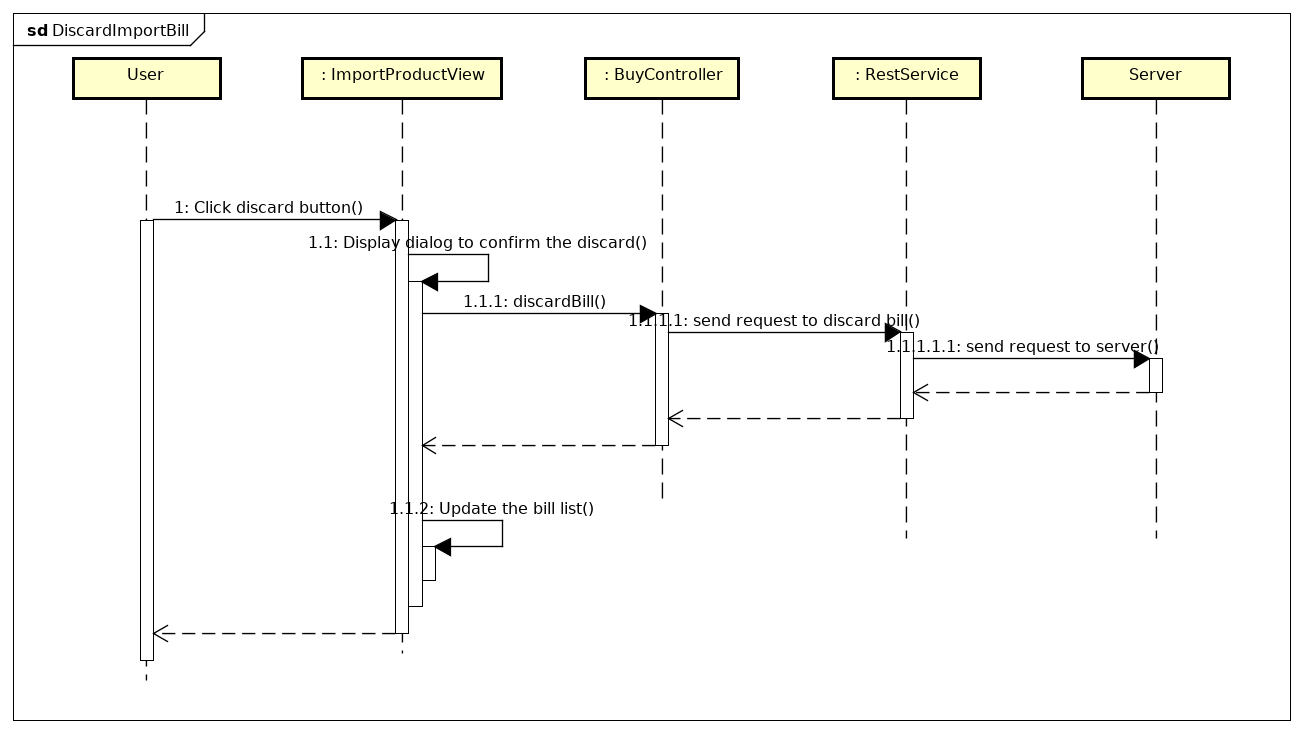 sd DiscardImportBill
User
: ImportProductView
: BuyController
: RestService
Server
1: Click discard button()
1.1: Display dialog to confirm the discard()
1.1.1: discardBill()
1.1.1.1: send request to discard bill()
1.1.1.1.1: send request to server()
1.1.2: Update the bill list()